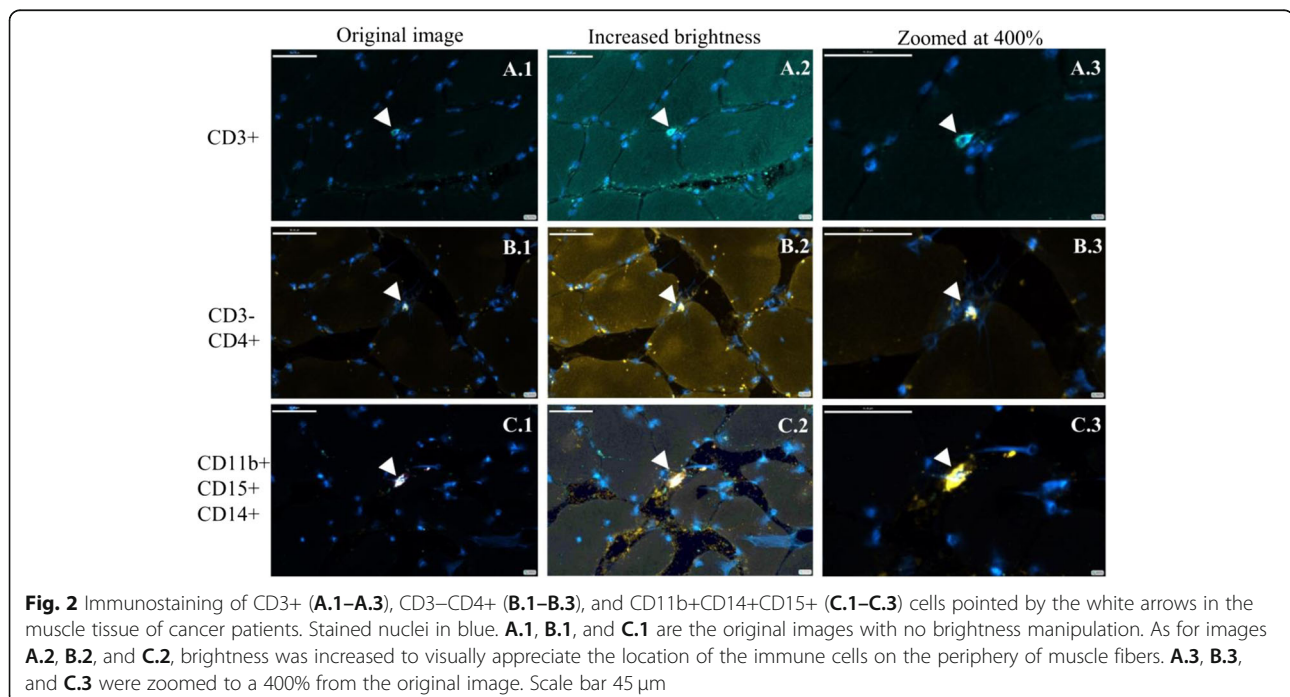 Original image Increased brightness Zoomed at 400%
A.1 A.2 A.3
CD3+
B.1 B.2 B.3
CD3-
CD4+
C.1 C.2 C.3
CD11b+
CD15+
CD14+
Fig. 2 Immunostaining of CD3+ (A.1–A.3), CD3−CD4+ (B.1–B.3), and CD11b+CD14+CD15+ (C.1–C.3) cells pointed by the white arrows in the
muscle tissue of cancer patients. Stained nuclei in blue. A.1, B.1, and C.1 are the original images with no brightness manipulation. As for images
A.2, B.2, and C.2, brightness was increased to visually appreciate the location of the immune cells on the periphery of muscle fibers. A.3, B.3,
and C.3 were zoomed to a 400% from the original image. Scale bar 45 μm